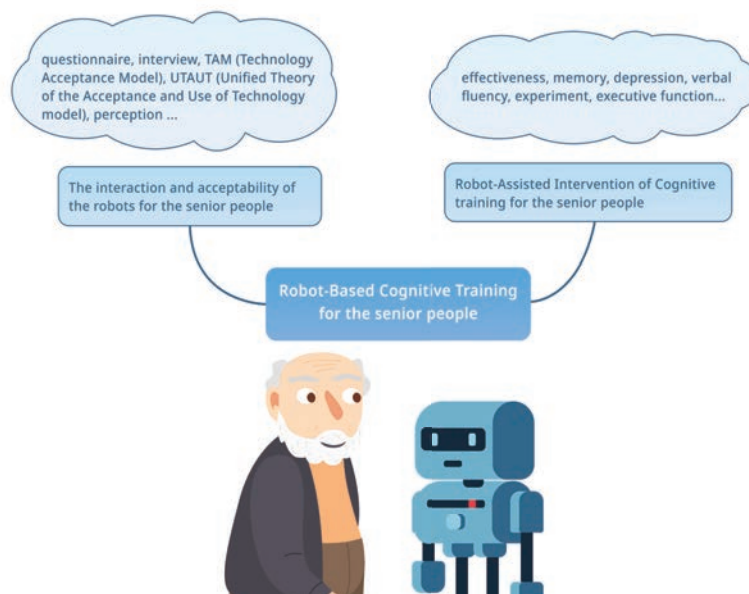 questionnaire, interview, TAM (Technology
Acceptance Model), UTAUT (Unified Theory
of the Acceptance and Use of Technology
model), perception ...
effectiveness, memory, depression, verbal
fluency, experiment, executive function...
The interaction and acceptability of
the robots for the senior people
Robot-Assisted Intervention of Cognitive
training for the senior people
Robot-Based Cognitive Training
for the senior people